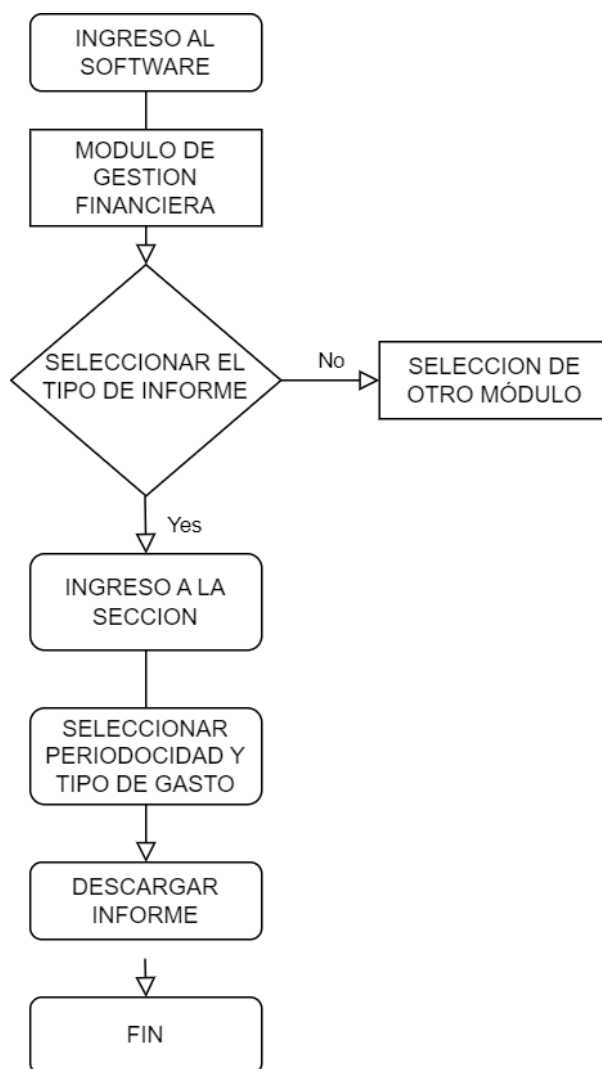 INGRESO AL
SOFTWARE
MODULO DE
GESTION
FINANCIERA
SELECCIONAR EL
TIPO DE INFORME
No
SELECCION DE
OTRO MÓDULO
Yes
INGRESO A LA
SECCION
SELECCIONAR
PERIODOCIDAD Y
TIPO DE GASTO
DESCARGAR
INFORME
FIN